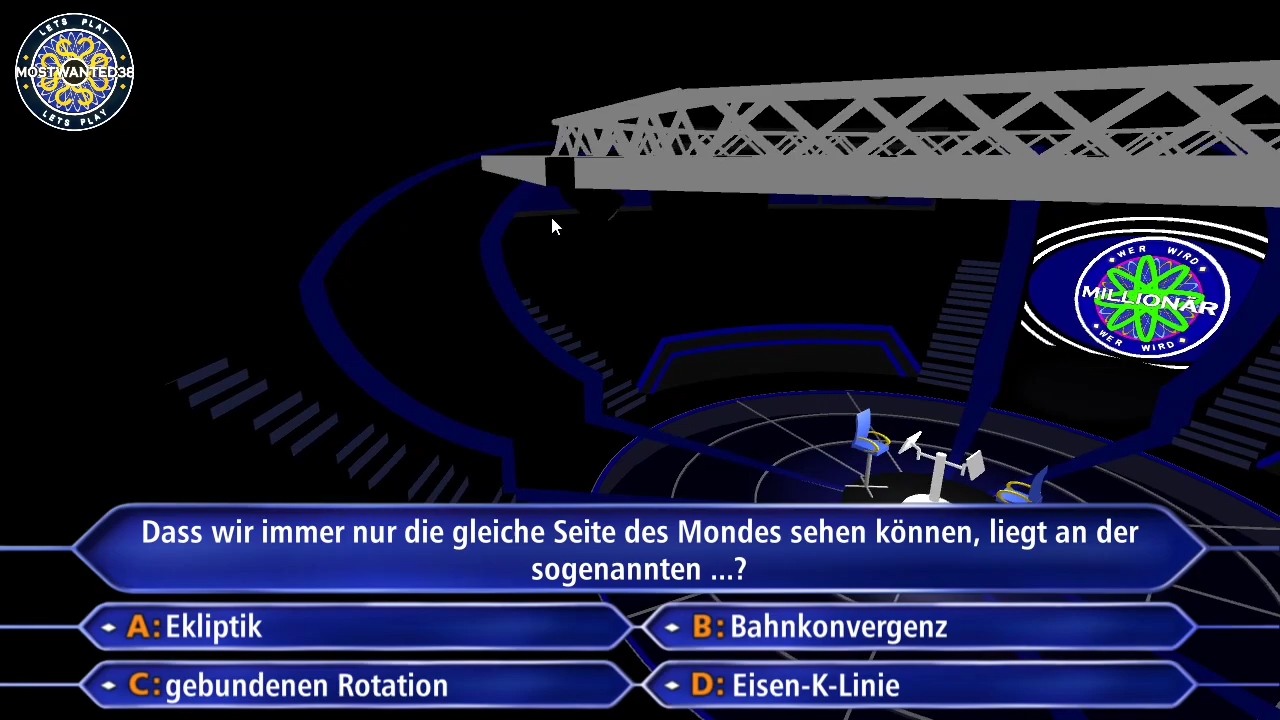 LETS PLAY
MOSTWANTED38
LETS PLAY
WER WIRD
MILLIONÄR
WER WIRD
Dass wir immer nur die gleiche Seite des Mondes sehen können, liegt an der
sogenannten ...?
A: Ekliptik
B: Bahnkonvergenz
C: gebundenen Rotation
D: Eisen-K-Linie